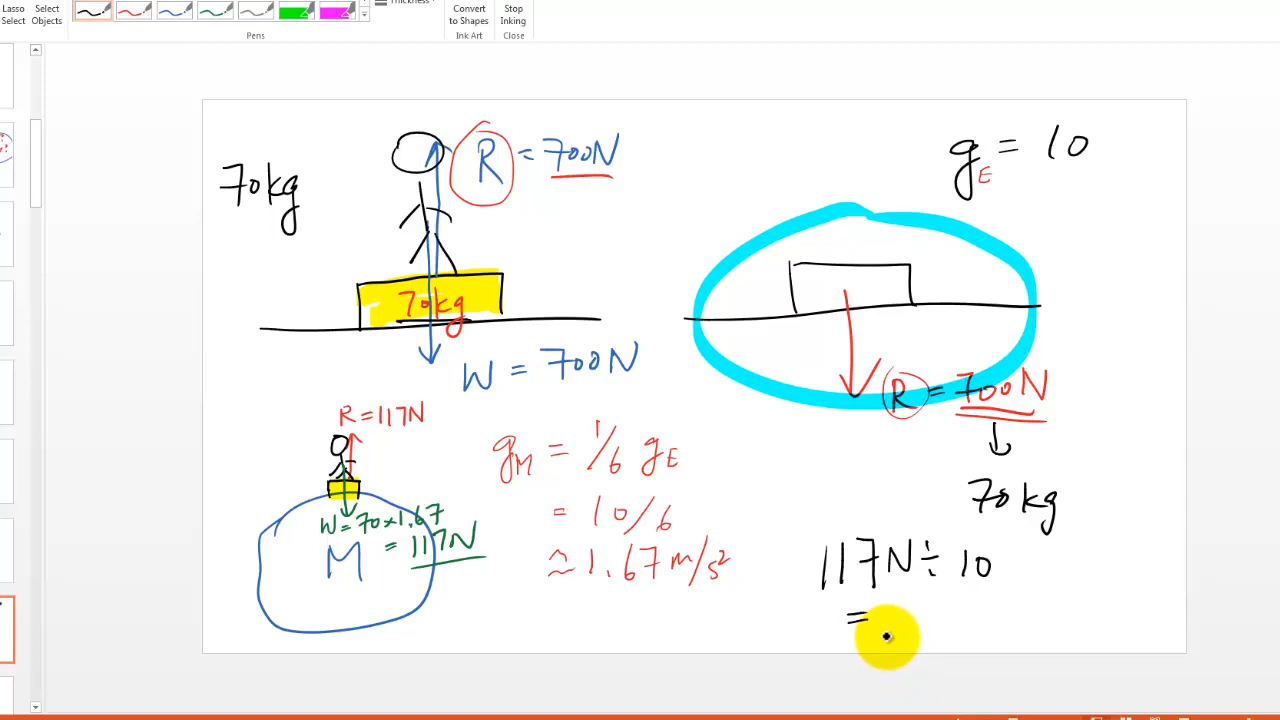 Thickness
Lasso Select
Select Objects
Convert to Shapes
Stop Inking
Pens
Ink Art
Close
70kg
R = 700N
70kg
W = 700N
g_E = 10
R = 700N
↓
70kg
R = 117N
W = 70 × 1.67
= 117N
M
g_M = 1/6 g_E
= 10/6
≈ 1.67 m/s²
117N ÷ 10
=